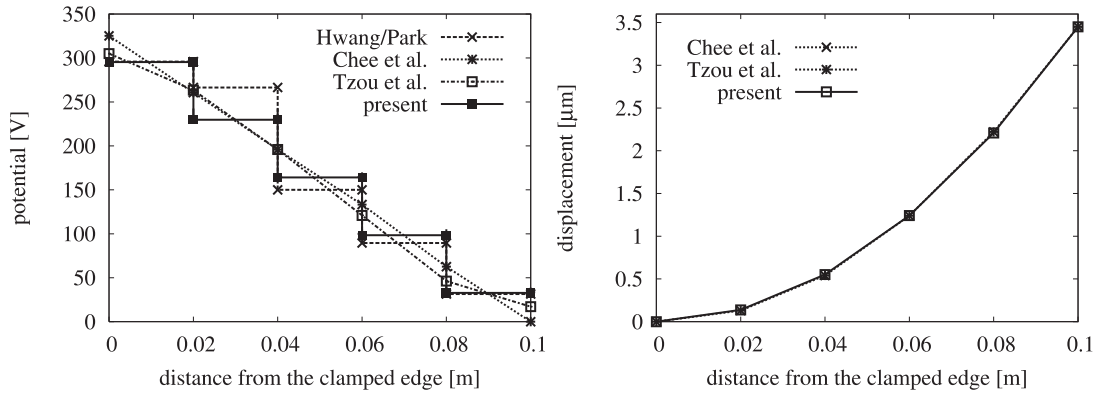 350
300
250
200
150
100
50
0
potential [V]
Hwang/Park
Chee et al.
Tzou et al.
present
0 0.02 0.04 0.06 0.08 0.1
distance from the clamped edge [m]
3.5
3
2.5
2
1.5
1
0.5
0
displacement [μm]
Chee et al.
Tzou et al.
present
0 0.02 0.04 0.06 0.08 0.1
distance from the clamped edge [m]